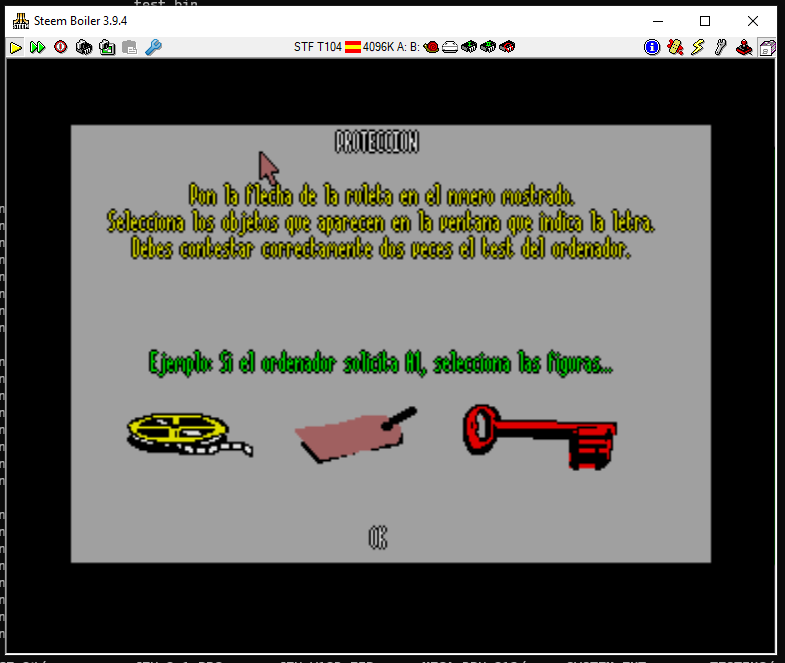 test.bin
Steem Boiler 3.9.4
STF T104 4096K A: B:
PROTECCION
Pon la flecha de la ruleta en el nmero mostrado.
Selecciona los objetos que aparecen en la ventana que indica la letra.
Debes contestar correctamente dos veces el test del ordenador.
Ejemplo: Si el ordenador solicita A1, selecciona las figuras...
OK